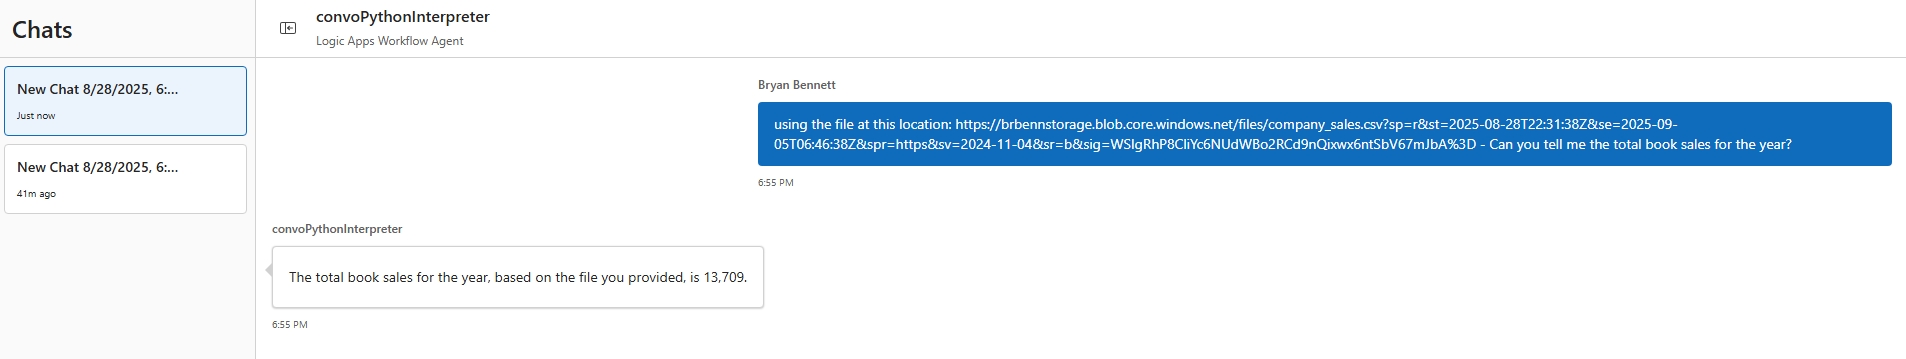 Chats
New Chat 8/28/2025, 6:...
Just now
New Chat 8/28/2025, 6:...
41m ago
convoPythonInterpreter
Logic Apps Workflow Agent
Bryan Bennett
using the file at this location: https://brbennstorage.blob.core.windows.net/files/company_sales.csv?sp=r&st=2025-08-28T22:31:38Z&se=2025-09-
05T06:46:38Z&spr=https&sv=2024-11-04&sr=b&sig=WSlgRhP8CliYc6NUdWBo2RCd9nQixwx6ntSbV67mJbA%3D - Can you tell me the total book sales for the year?
6:55 PM
convoPythonInterpreter
The total book sales for the year, based on the file you provided, is 13,709.
6:55 PM